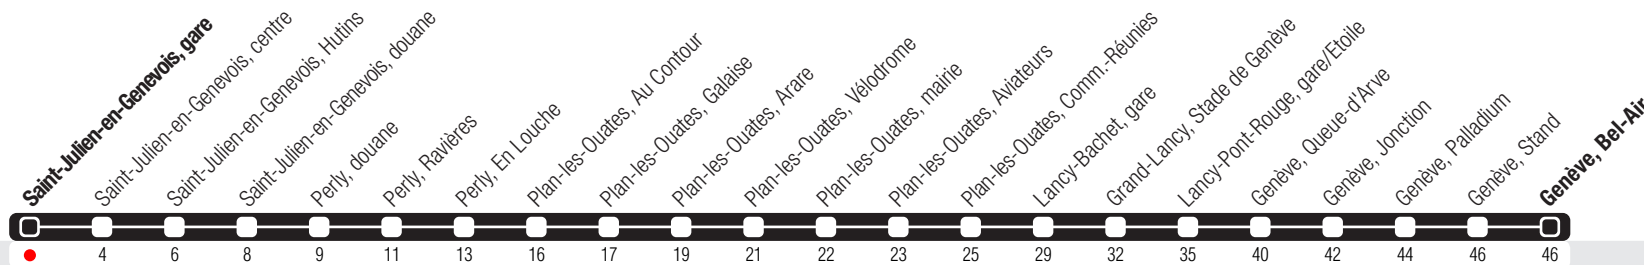 Saint-Julien-en-Genevois, gare
Saint-Julien-en-Genevois, centre
Saint-Julien-en-Genevois, Hutins
Saint-Julien-en-Genevois, douane
Perly, douane
Perly, Ravières
Perly, En Louche
Plan-les-Ouates, Au Contour
Plan-les-Ouates, Galaise
Plan-les-Ouates, Arare
Plan-les-Ouates, Vélodrome
Plan-les-Ouates, mairie
Plan-les-Ouates, Aviateurs
Plan-les-Ouates, Comm.-Réunies
Lancy-Bachet, gare
Grand-Lancy, Stade de Genève
Lancy-Pont-Rouge, gare/Etoile
Genève, Queue-d'Arve
Genève, Jonction
Genève, Palladium
Genève, Stand
Genève, Bel-Air
4 6 8 9 11 13 16 17 19 21 22 23 25 29 32 35 40 42 44 46 46